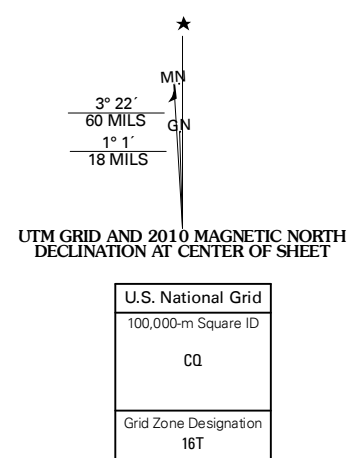 ★
MN
3° 22´
60 MILS
GN
1° 1´
18 MILS
UTM GRID AND 2010 MAGNETIC NORTH
DECLINATION AT CENTER OF SHEET
U.S. National Grid
100,000-m Square ID
CQ
Grid Zone Designation
16T